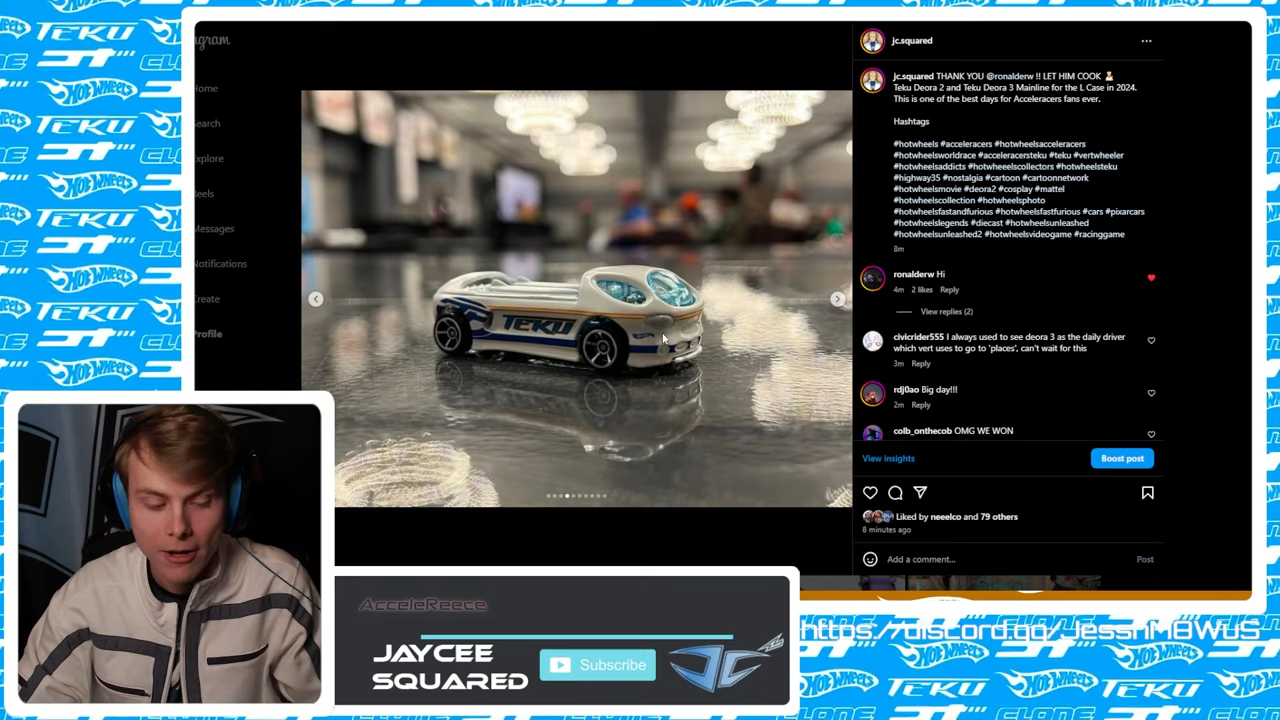 gram
Home
Search
Explore
Reels
Messages
Notifications
Create
Profile
TEKU
jc.squared
jc.squared THANK YOU @ronalderw !! LET HIM COOK
Teku Deora 2 and Teku Deora 3 Mainline for the L Case in 2024.
This is one of the best days for Acceleracers fans ever.
Hashtags
#hotwheels #acceleracers #hotwheelsacceleracers
#hotwheelsworldrace #acceleracersteku #teku #vertwheeler
#hotwheelsaddicts #hotwheeelscollectors #hotwheelsteku
#highway35 #nostalgia #cartoon #cartoonnetwork
#hotwheelsmovie #deora2 #cosplay #mattel
#hotwheelscollection #hotwheelsphoto
#hotwheelsfastandfurious #hotwheelsfastfurious #cars #pixarcars
#hotwheelslegends #diecast #hotwheelsunleashed
#hotwheelsunleashed2 #hotwheelsvideogame #racinggame
8m
ronalderw Hi
4m 2 likes Reply
View replies (2)
civicrider555 I always used to see deora 3 as the daily driver
which vert uses to go to 'places', can't wait for this
3m Reply
rdj0ao Big day!!!
2m Reply
colb_onthecob OMG WE WON
View insights
Boost post
Liked by neeelco and 79 others
8 minutes ago
Add a comment...
Post
AcceleReece
JAYCEE
SQUARED
Subscribe
https://discord.gg/JessnM8WuS
Hot Wheels
TEKU
CLONE